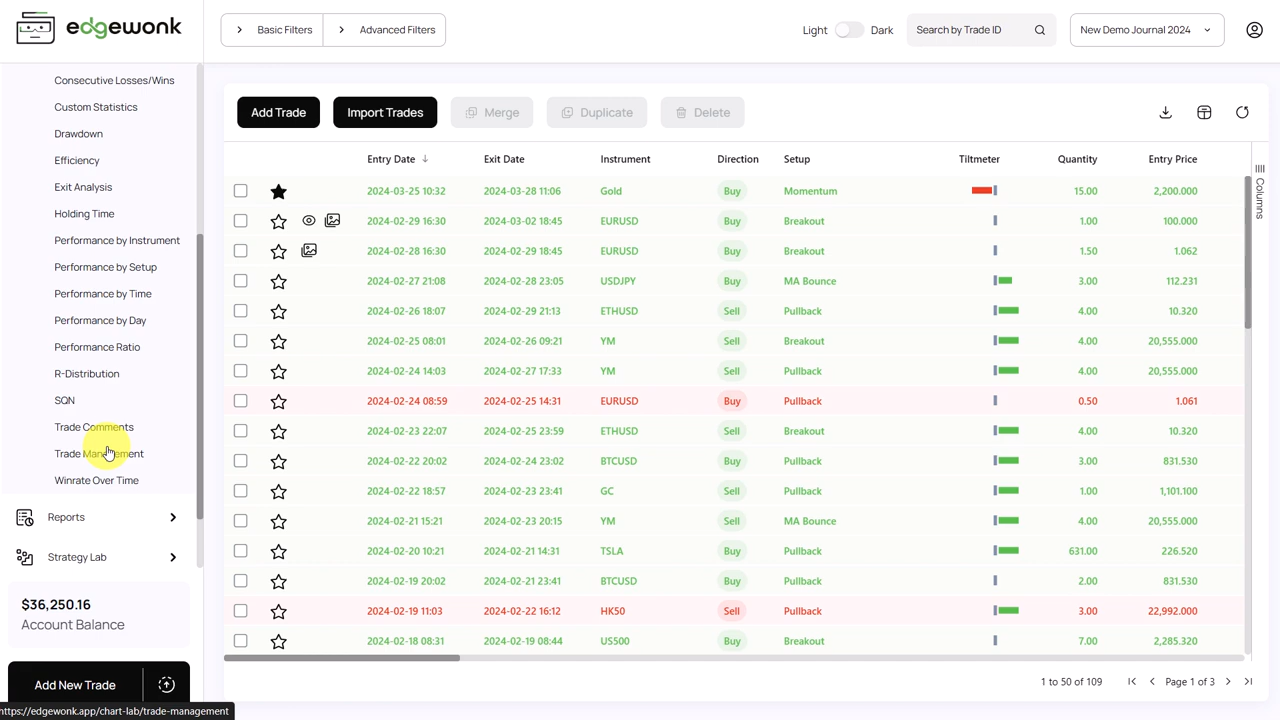 edgewonk
Basic Filters
Advanced Filters
Light
Dark
Search by Trade ID
New Demo Journal 2024
Consecutive Losses/Wins
Custom Statistics
Drawdown
Efficiency
Exit Analysis
Holding Time
Performance by Instrument
Performance by Setup
Performance by Time
Performance by Day
Performance Ratio
R-Distribution
SQN
Trade Comments
Trade Management
Winrate Over Time
Reports
Strategy Lab
$36,250.16
Account Balance
Add New Trade
https://edgewonk.app/chart-lab/trade-management
Add Trade
Import Trades
Merge
Duplicate
Delete
Entry Date Exit Date Instrument Direction Setup Tiltmeter Quantity Entry Price
2024-03-25 10:32 2024-03-28 11:06 Gold Buy Momentum 15.00 2,200.000
2024-02-29 16:30 2024-03-02 18:45 EURUSD Buy Breakout 1.00 100.000
2024-02-28 16:30 2024-02-29 18:45 EURUSD Buy Breakout 1.50 1.062
2024-02-27 21:08 2024-02-28 23:05 USDJPY Buy MA Bounce 3.00 112.231
2024-02-26 18:07 2024-02-29 21:13 ETHUSD Sell Pullback 4.00 10.320
2024-02-25 08:01 2024-02-26 09:21 YM Sell Breakout 4.00 20,555.000
2024-02-24 14:03 2024-02-27 17:33 YM Sell Pullback 4.00 20,555.000
2024-02-24 08:59 2024-02-25 14:31 EURUSD Buy Pullback 0.50 1.061
2024-02-23 22:07 2024-02-25 23:59 ETHUSD Sell Breakout 4.00 10.320
2024-02-22 20:02 2024-02-24 23:02 BTCUSD Buy Pullback 3.00 831.530
2024-02-22 18:57 2024-02-23 23:41 GC Sell Pullback 1.00 1,101.100
2024-02-21 15:21 2024-02-23 20:15 YM Sell MA Bounce 4.00 20,555.000
2024-02-20 10:21 2024-02-21 14:31 TSLA Buy Pullback 631.00 226.520
2024-02-19 20:02 2024-02-21 23:41 BTCUSD Buy Pullback 2.00 831.530
2024-02-19 11:03 2024-02-22 16:12 HK50 Sell Pullback 3.00 22,992.000
2024-02-18 08:31 2024-02-19 08:44 US500 Buy Breakout 7.00 2,285.320
Columns
1 to 50 of 109
Page 1 of 3